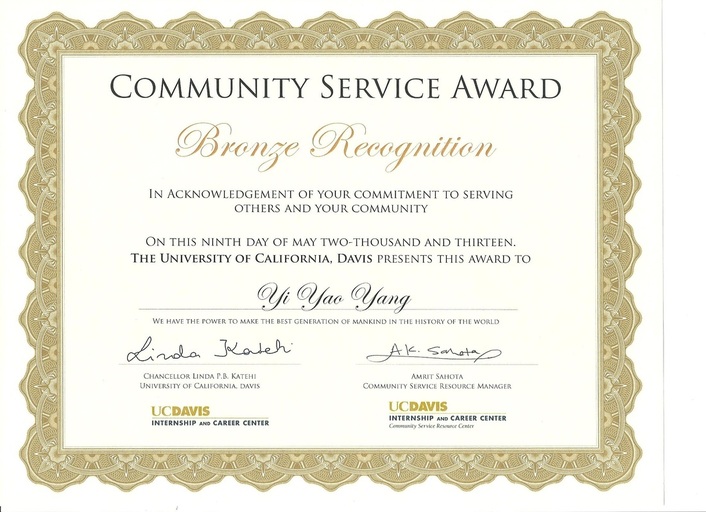 COMMUNITY SERVICE AWARD
Bronze Recognition
IN ACKNOWLEDGEMENT OF YOUR COMMITMENT TO SERVING
OTHERS AND YOUR COMMUNITY
ON THIS NINTH DAY OF MAY TWO-THOUSAND AND THIRTEEN.
THE UNIVERSITY OF CALIFORNIA, DAVIS PRESENTS THIS AWARD TO
Yi Yao Yang
WE HAVE THE POWER TO MAKE THE BEST GENERATION OF MANKIND IN THE HISTORY OF THE WORLD
Linda Katehi
A.K. Sahota
CHANCELLOR LINDA P.B. KATEHI
UNIVERSITY OF CALIFORNIA, DAVIS
AMRIT SAHOTA
COMMUNITY SERVICE RESOURCE MANAGER
UCDAVIS
INTERNSHIP AND CAREER CENTER
UCDAVIS
INTERNSHIP AND CAREER CENTER
Community Service Resource Center